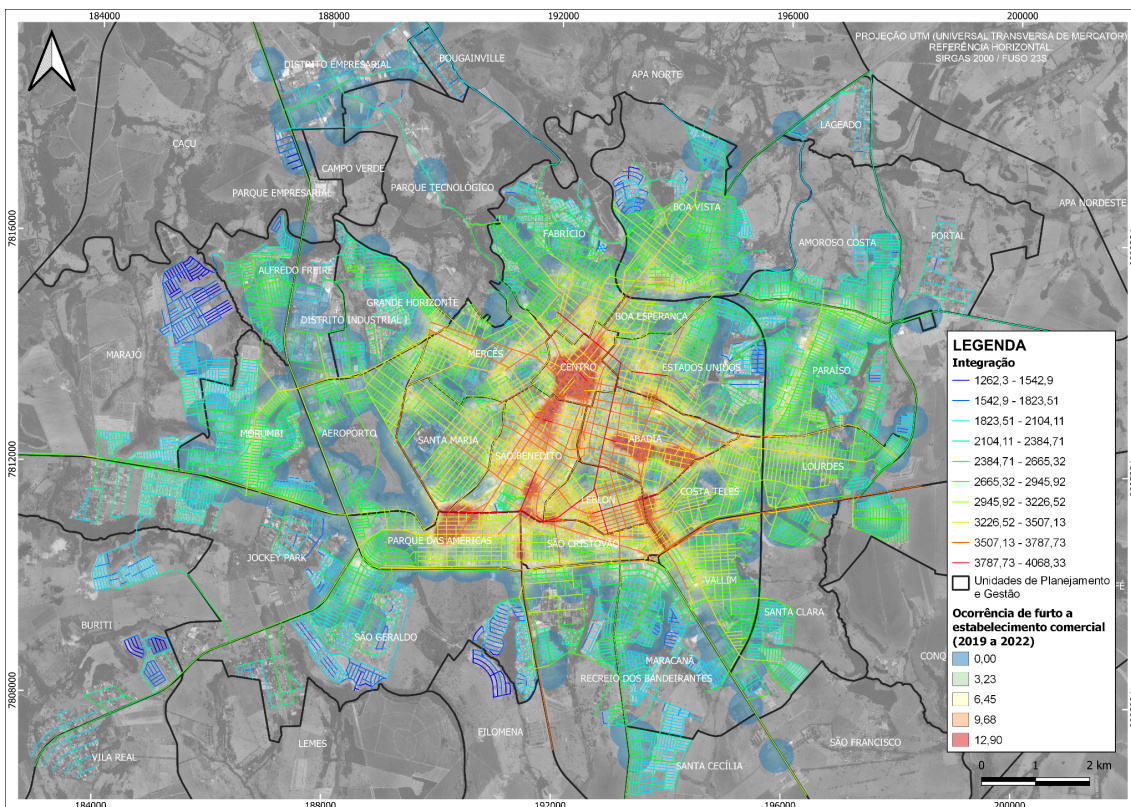 184000
188000
192000
196000
200000
PROJEÇÃO UTM (UNIVERSAL TRANSVERSA DE MERCATOR)
REFERÊNCIA HORIZONTAL:
SIRGAS 2000 / FUSO 23S
DISTRITO EMPRESARIAL
BOUGAINVILLE
APA NORTE
LAGEADO
CAÇU
CAMPO VERDE
PARQUE EMPRESARIAL
PARQUE TECNOLÓGICO
BOA VISTA
APA NORDESTE
7816000
FABRÍCIO
AMOROSO COSTA
PORTAL
ALFREDO FREIRE
GRANDE HORIZONTE
DISTRITO INDUSTRIAL I
BOA ESPERANÇA
MARAJÓ
MERCÊS
CENTRO
ESTADOS UNIDOS
PARAÍSO
MORUMBI
AEROPORTO
SANTA MARIA
SÃO BENEDITO
ABADIA
7812000
LOURDES
COSTA TELES
LEBLON
PARQUE DAS AMÉRICAS
SÃO CRISTOVÃO
JOCKEY PARK
VALLIM
SANTA CLARA
BURITI
SÃO GERALDO
MARACANÃ
RECREIO DOS BANDEIRANTES
CONQ
7808000
FILOMENA
LEMES
SÃO FRANCISCO
VILA REAL
SANTA CECÍLIA
LEGENDA
Integração
1262,3 - 1542,9
1542,9 - 1823,51
1823,51 - 2104,11
2104,11 - 2384,71
2384,71 - 2665,32
2665,32 - 2945,92
2945,92 - 3226,52
3226,52 - 3507,13
3507,13 - 3787,73
3787,73 - 4068,33
Unidades de Planejamento
e Gestão
Ocorrência de furto a
estabelecimento comercial
(2019 a 2022)
0,00
3,23
6,45
9,68
12,90
0 1 2 km
184000
188000
192000
196000
200000